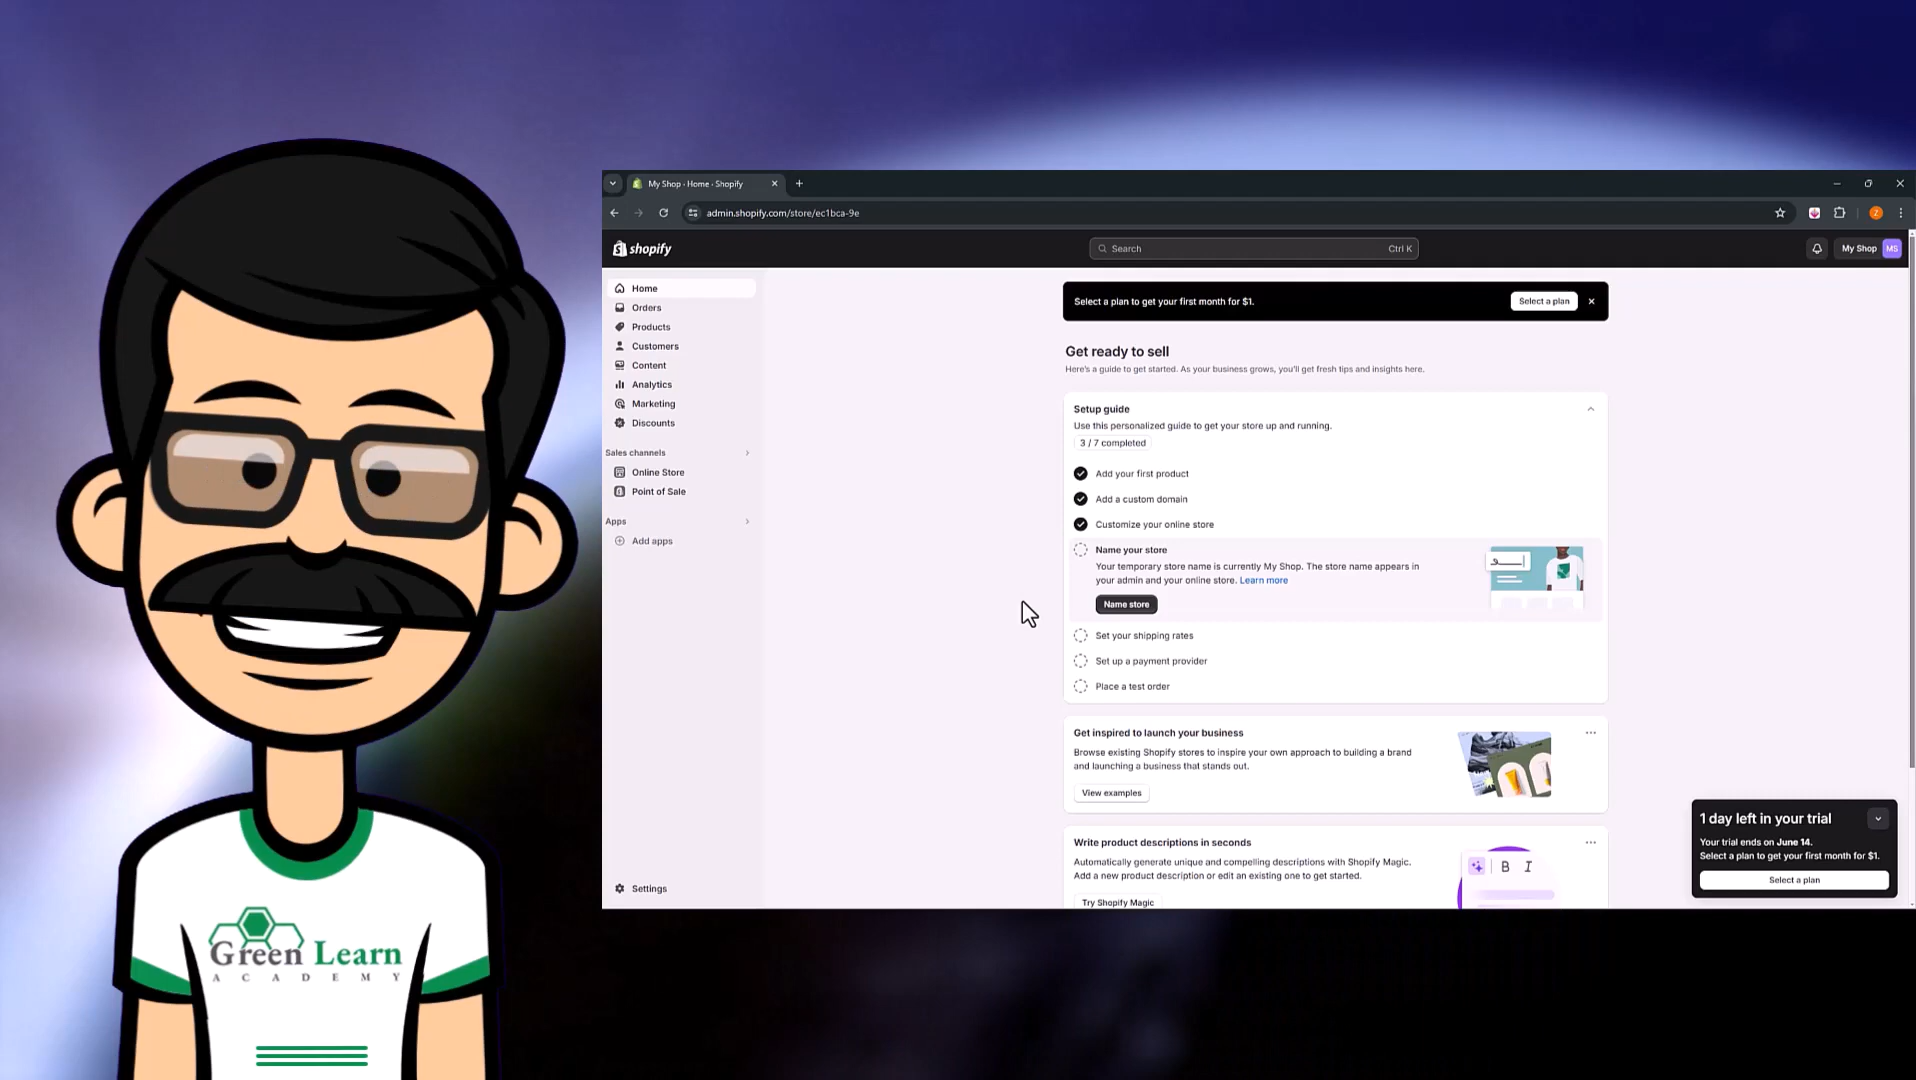 My Shop · Home · Shopify
admin.shopify.com/store/ec1bca-9e
Z
shopify
Search
Ctrl K
My Shop
MS
Home
Orders
Products
Customers
Content
Analytics
Marketing
Discounts
Sales channels
Online Store
Point of Sale
Apps
Add apps
Settings
Select a plan to get your first month for $1.
Select a plan
Get ready to sell
Here's a guide to get started. As your business grows, you'll get fresh tips and insights here.
Setup guide
Use this personalized guide to get your store up and running.
3 / 7 completed
Add your first product
Add a custom domain
Customize your online store
Name your store
Your temporary store name is currently My Shop. The store name appears in
your admin and your online store. Learn more
Name store
Set your shipping rates
Set up a payment provider
Place a test order
Get inspired to launch your business
Browse existing Shopify stores to inspire your own approach to building a brand
and launching a business that stands out.
View examples
Write product descriptions in seconds
Automatically generate unique and compelling descriptions with Shopify Magic.
Add a new product description or edit an existing one to get started.
Try Shopify Magic
B I
1 day left in your trial
Your trial ends on June 14.
Select a plan to get your first month for $1.
Select a plan
Green Learn
ACADEMY